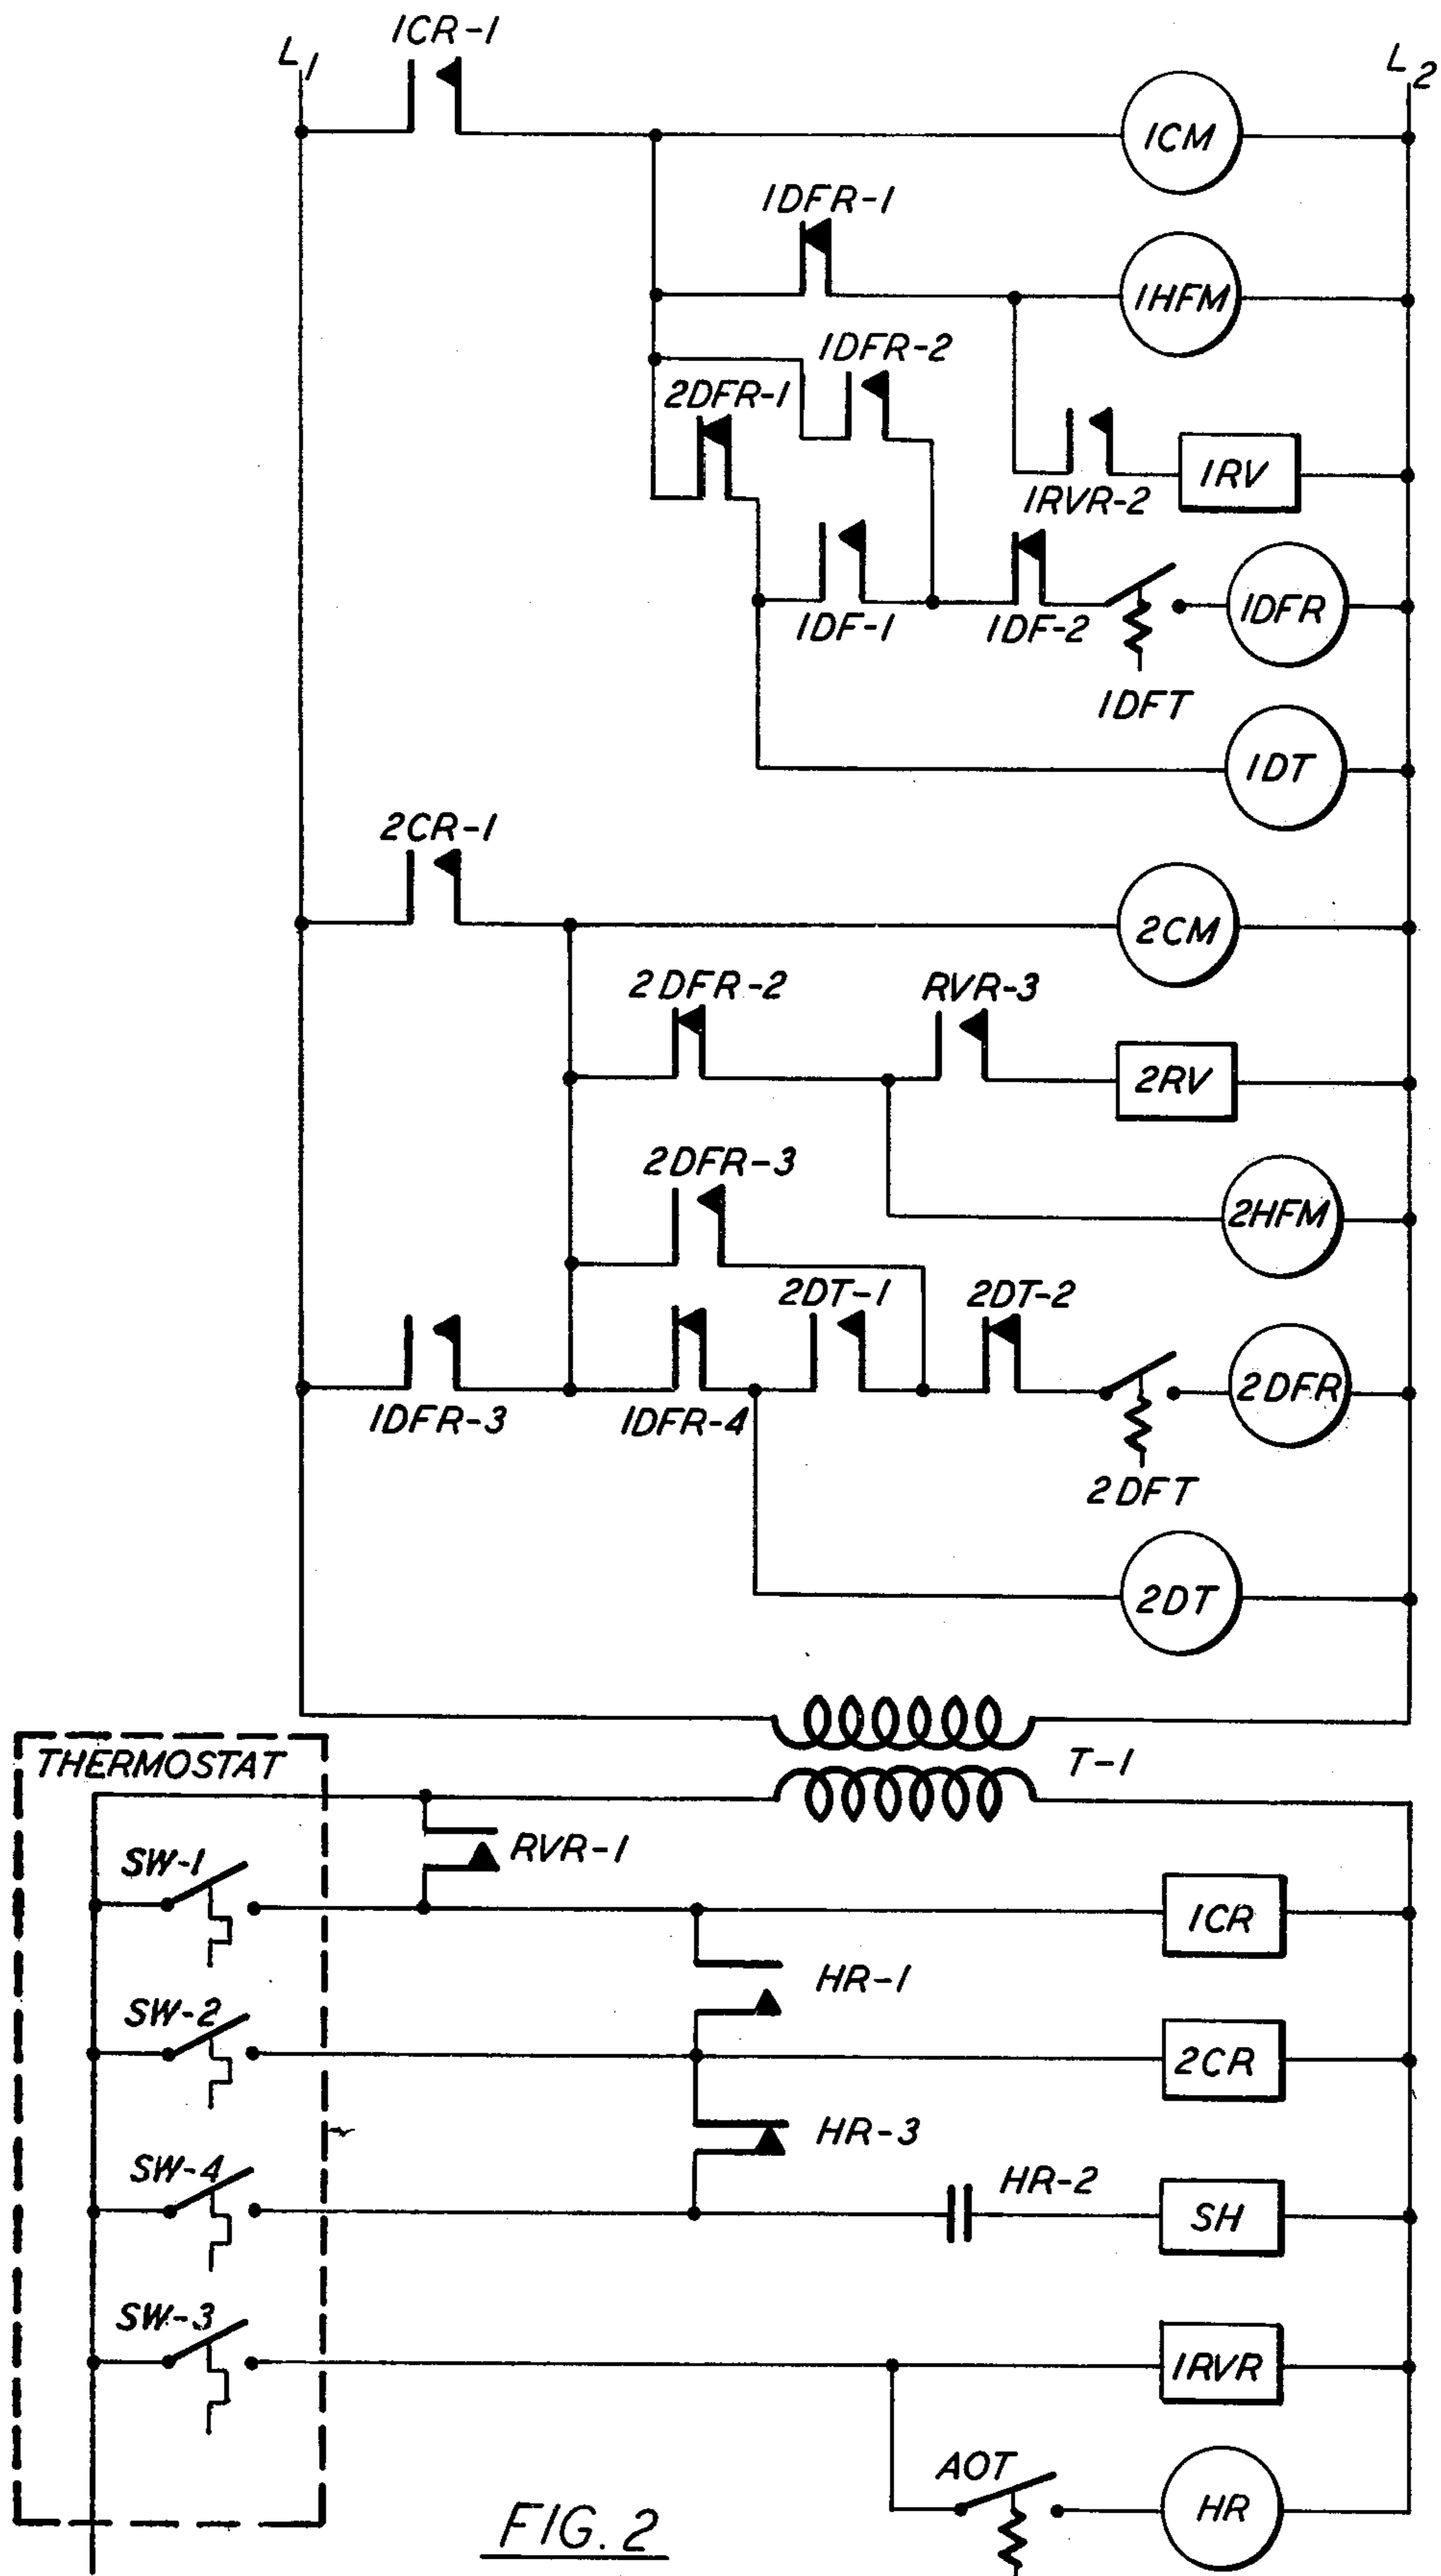 1CR-1
L1
L2
1CM
1DFR-1
1HFM
1DFR-2
2DFR-1
1RV
1RVR-2
1DF-1
1DF-2
1DFR
1DFT
1DT
2CR-1
2CM
2DFR-2
RVR-3
2RV
2DFR-3
2HFM
2DT-1
2DT-2
2DFR
1DFR-3
1DFR-4
2DFT
2DT
T-1
THERMOSTAT
RVR-1
SW-1
1CR
HR-1
SW-2
2CR
HR-3
SW-4
HR-2
SH
SW-3
1RVR
AOT
HR
FIG. 2